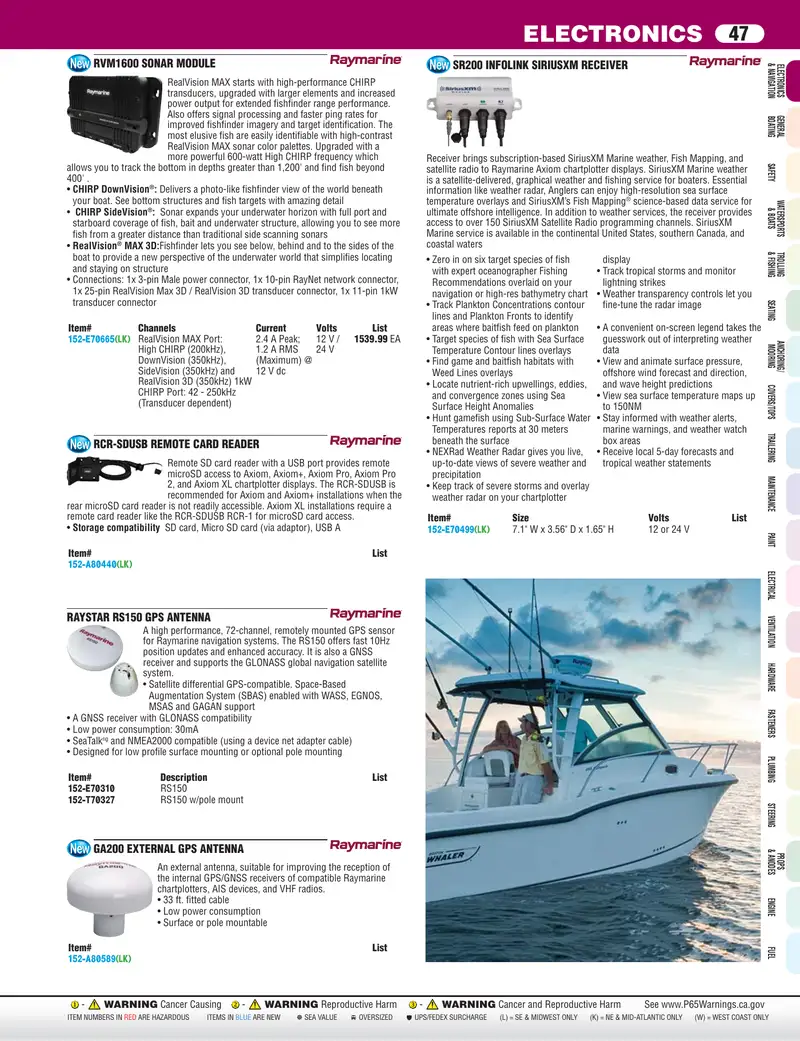 ELECTRONICS 47
New RVM1600 SONAR MODULE Raymarine
RealVision MAX starts with high-performance CHIRP
transducers, upgraded with larger elements and increased
power output for extended fishfinder range performance.
Also offers signal processing and faster ping rates for
improved fishfinder imagery and target identification. The
most elusive fish are easily identifiable with high-contrast
RealVision MAX sonar color palettes. Upgraded with a
more powerful 600-watt High CHIRP frequency which
allows you to track the bottom in depths greater than 1,200' and find fish beyond
400' .
• CHIRP DownVision®: Delivers a photo-like fishfinder view of the world beneath
your boat. See bottom structures and fish targets with amazing detail
• CHIRP SideVision®: Sonar expands your underwater horizon with full port and
starboard coverage of fish, bait and underwater structure, allowing you to see more
fish from a greater distance than traditional side scanning sonars
• RealVision® MAX 3D:Fishfinder lets you see below, behind and to the sides of the
boat to provide a new perspective of the underwater world that simplifies locating
and staying on structure
• Connections: 1x 3-pin Male power connector, 1x 10-pin RayNet network connector,
1x 25-pin RealVision Max 3D / RealVision 3D transducer connector, 1x 11-pin 1kW
transducer connector
Item# Channels Current Volts List
152-E70665(LK) RealVision MAX Port: 2.4 A Peak; 12 V / 1539.99 EA
High CHIRP (200kHz), 1.2 A RMS 24 V
DownVision (350kHz), (Maximum) @
SideVision (350kHz) and 12 V dc
RealVision 3D (350kHz) 1kW
CHIRP Port: 42 - 250kHz
(Transducer dependent)
New RCR-SDUSB REMOTE CARD READER Raymarine
Remote SD card reader with a USB port provides remote
microSD access to Axiom, Axiom+, Axiom Pro, Axiom Pro
2, and Axiom XL chartplotter displays. The RCR-SDUSB is
recommended for Axiom and Axiom+ installations when the
rear microSD card reader is not readily accessible. Axiom XL installations require a
remote card reader like the RCR-SDUSB RCR-1 for microSD card access.
• Storage compatibility SD card, Micro SD card (via adaptor), USB A
Item# List
152-A80440(LK)
RAYSTAR RS150 GPS ANTENNA Raymarine
A high performance, 72-channel, remotely mounted GPS sensor
for Raymarine navigation systems. The RS150 offers fast 10Hz
position updates and enhanced accuracy. It is also a GNSS
receiver and supports the GLONASS global navigation satellite
system.
• Satellite differential GPS-compatible. Space-Based
Augmentation System (SBAS) enabled with WASS, EGNOS,
MSAS and GAGAN support
• A GNSS receiver with GLONASS compatibility
• Low power consumption: 30mA
• SeaTalkng and NMEA2000 compatible (using a device net adapter cable)
• Designed for low profile surface mounting or optional pole mounting
Item# Description List
152-E70310 RS150
152-T70327 RS150 w/pole mount
New GA200 EXTERNAL GPS ANTENNA Raymarine
An external antenna, suitable for improving the reception of
the internal GPS/GNSS receivers of compatible Raymarine
chartplotters, AIS devices, and VHF radios.
• 33 ft. fitted cable
• Low power consumption
• Surface or pole mountable
Item# List
152-A80589(LK)
New SR200 INFOLINK SIRIUSXM RECEIVER Raymarine
Receiver brings subscription-based SiriusXM Marine weather, Fish Mapping, and
satellite radio to Raymarine Axiom chartplotter displays. SiriusXM Marine weather
is a satellite-delivered, graphical weather and fishing service for boaters. Essential
information like weather radar, Anglers can enjoy high-resolution sea surface
temperature overlays and SiriusXM's Fish Mapping® science-based data service for
ultimate offshore intelligence. In addition to weather services, the receiver provides
access to over 150 SiriusXM Satellite Radio programming channels. SiriusXM
Marine service is available in the continental United States, southern Canada, and
coastal waters
• Zero in on six target species of fish
with expert oceanographer Fishing
Recommendations overlaid on your
navigation or high-res bathymetry chart
• Track Plankton Concentrations contour
lines and Plankton Fronts to identify
areas where baitfish feed on plankton
• Target species of fish with Sea Surface
Temperature Contour lines overlays
• Find game and baitfish habitats with
Weed Lines overlays
• Locate nutrient-rich upwellings, eddies,
and convergence zones using Sea
Surface Height Anomalies
• Hunt gamefish using Sub-Surface Water
Temperatures reports at 30 meters
beneath the surface
• NEXRad Weather Radar gives you live,
up-to-date views of severe weather and
precipitation
• Keep track of severe storms and overlay
weather radar on your chartplotter
display
• Track tropical storms and monitor
lightning strikes
• Weather transparency controls let you
fine-tune the radar image
• A convenient on-screen legend takes the
guesswork out of interpreting weather
data
• View and animate surface pressure,
offshore wind forecast and direction,
and wave height predictions
• View sea surface temperature maps up
to 150NM
• Stay informed with weather alerts,
marine warnings, and weather watch
box areas
• Receive local 5-day forecasts and
tropical weather statements
Item# Size Volts List
152-E70499(LK) 7.1" W x 3.56" D x 1.65" H 12 or 24 V
WHALER
ELECTRONICS
& NAVIGATION
GENERAL
BOATING
SAFETY
WATERSPORTS
& BOATS
TROLLING
& FISHING
SEATING
ANCHORING/
MOORING
COVERS/TOPS
TRAILERING
MAINTENANCE
PAINT
ELECTRICAL
VENTILATION
HARDWARE
FASTENERS
PLUMBING
STEERING
PROPS
& ANODES
ENGINE
FUEL
1 - WARNING Cancer Causing 2 - WARNING Reproductive Harm 3 - WARNING Cancer and Reproductive Harm See www.P65Warnings.ca.gov
ITEM NUMBERS IN RED ARE HAZARDOUS ITEMS IN BLUE ARE NEW SEA VALUE OVERSIZED UPS/FEDEX SURCHARGE (L) = SE & MIDWEST ONLY (K) = NE & MID-ATLANTIC ONLY (W) = WEST COAST ONLY